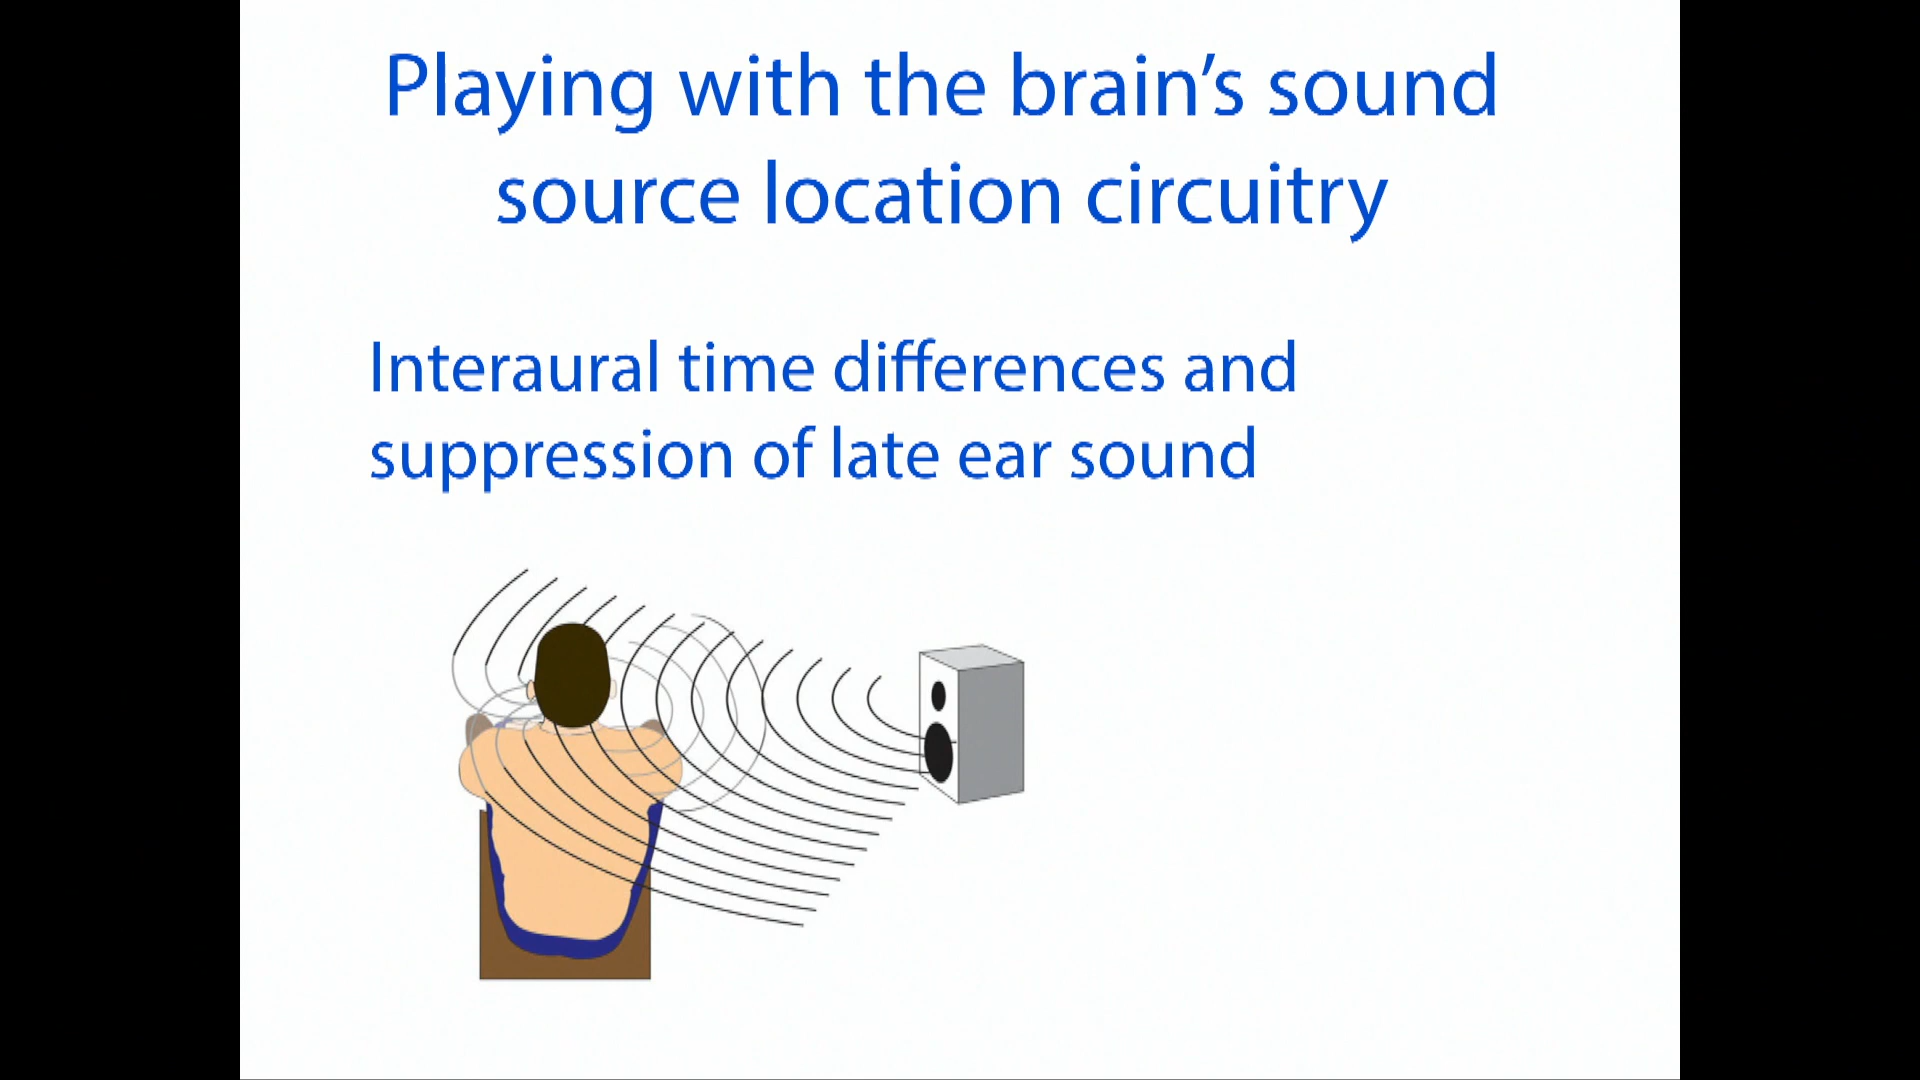 Playing with the brain’s sound
source location circuitry
Interaural time differences and
suppression of late ear sound